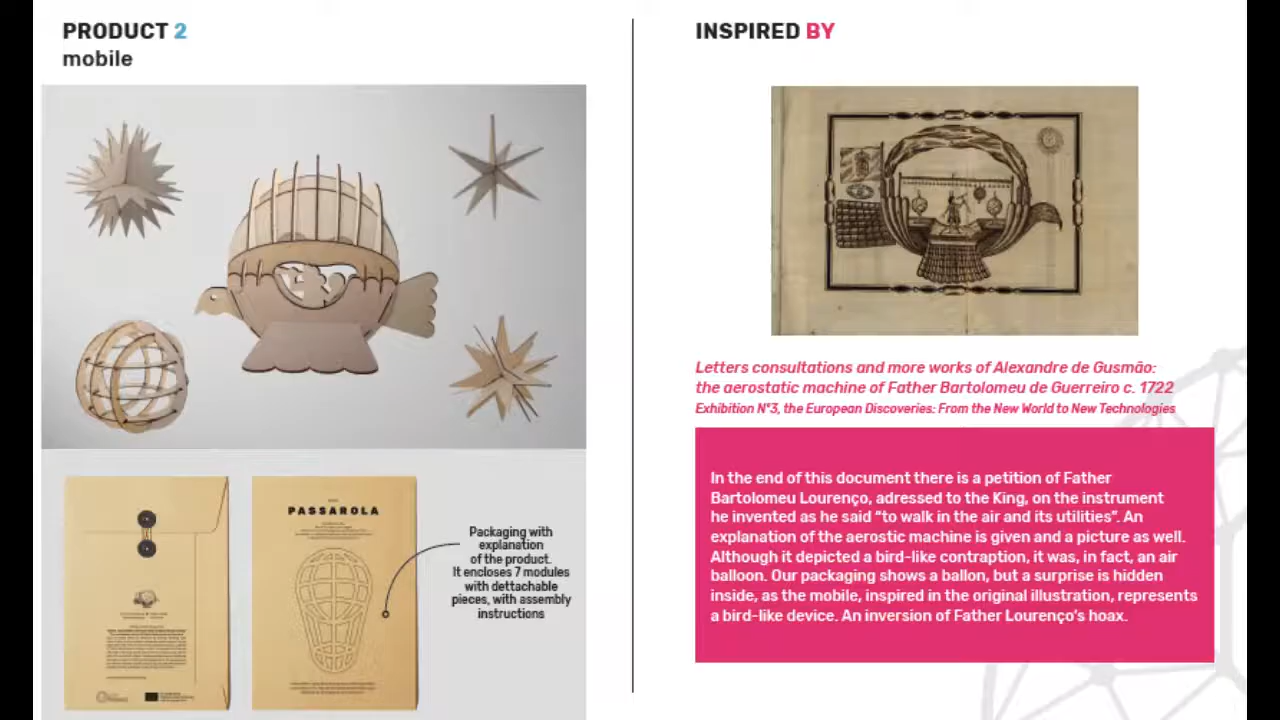 PRODUCT 2
mobile
PASSAROLA
Packaging with
explanation
of the product.
It encloses 7 modules
with dettachable
pieces, with assembly
instructions
INSPIRED BY
Letters consultations and more works of Alexandre de Gusmão:
the aerostatic machine of Father Bartolomeu de Guerreiro c. 1722
Exhibition Nº3, the European Discoveries: From the New World to New Technologies
In the end of this document there is a petition of Father
Bartolomeu Lourenço, adressed to the King, on the instrument
he invented as he said “to walk in the air and its utilities”. An
explanation of the aerostic machine is given and a picture as well.
Although it depicted a bird-like contraption, it was, in fact, an air
balloon. Our packaging shows a ballon, but a surprise is hidden
inside, as the mobile, inspired in the original illustration, represents
a bird-like device. An inversion of Father Lourenço's hoax.